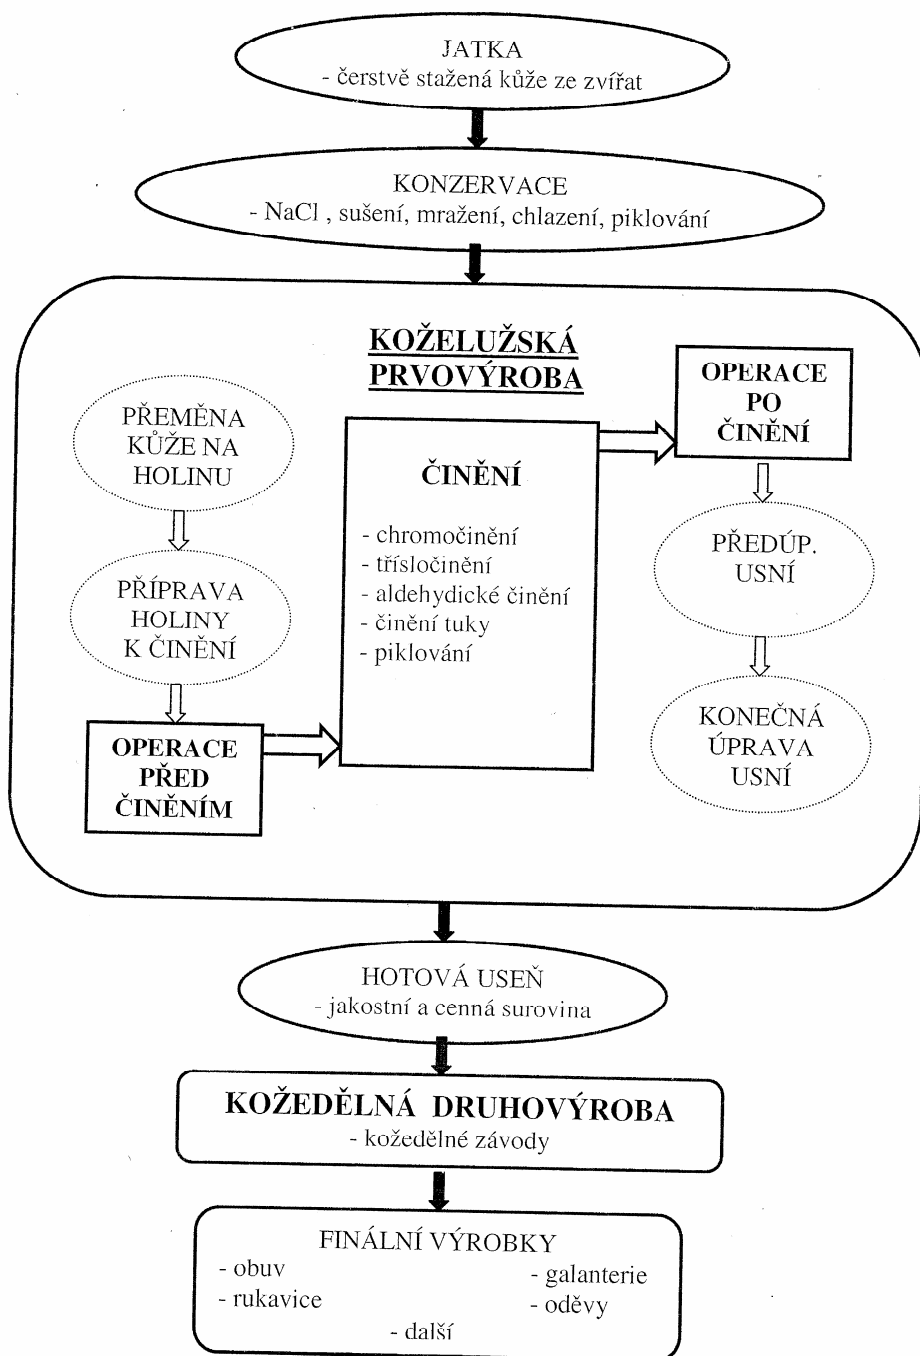 JATKA
- čerstvě stažená kůže ze zvířat
KONZERVACE
- NaCl , sušení, mražení, chlazení, piklování
KOŽELUŽSKÁ
PRVOVÝROBA
PŘEMĚNA
KŮŽE NA
HOLINU
PŘÍPRAVA
HOLINY
K ČINĚNÍ
OPERACE
PŘED
ČINĚNÍM
ČINĚNÍ
- chromočinění
- třísločinění
- aldehydické činění
- činění tuky
- piklování
OPERACE
PO
ČINĚNÍ
PŘEDÚP.
USNÍ
KONEČNÁ
ÚPRAVA
USNÍ
HOTOVÁ USEŇ
- jakostní a cenná surovina
KOŽEDĚLNÁ DRUHOVÝROBA
- kožedělné závody
FINÁLNÍ VÝROBKY
- obuv - galanterie
- rukavice - oděvy
- další